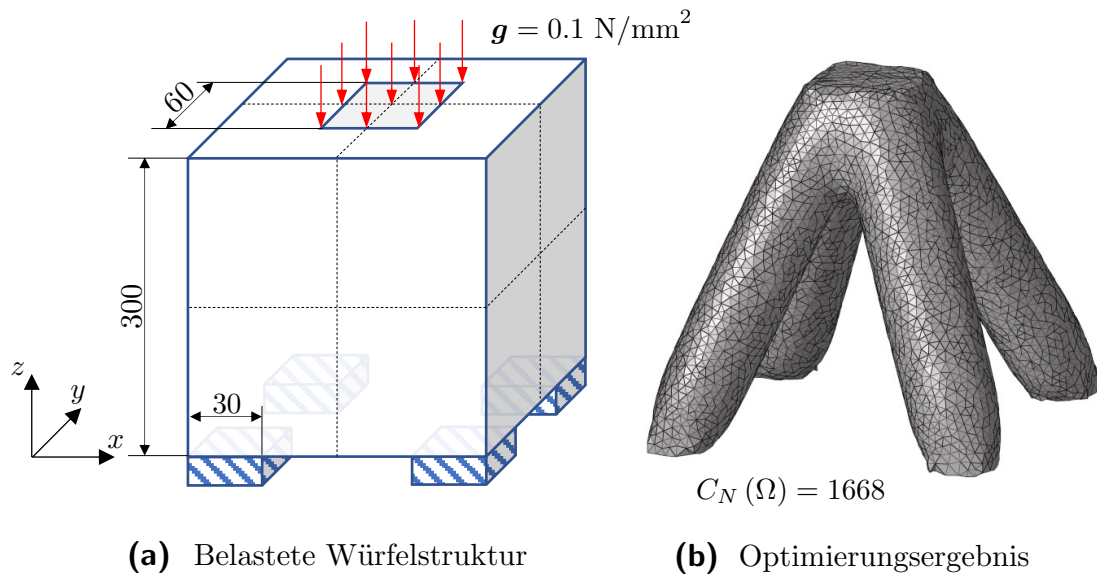 g = 0.1 N/mm²
60
300
30
z
y
x
C_N (Ω) = 1668
(a) Belastete Würfelstruktur
(b) Optimierungsergebnis